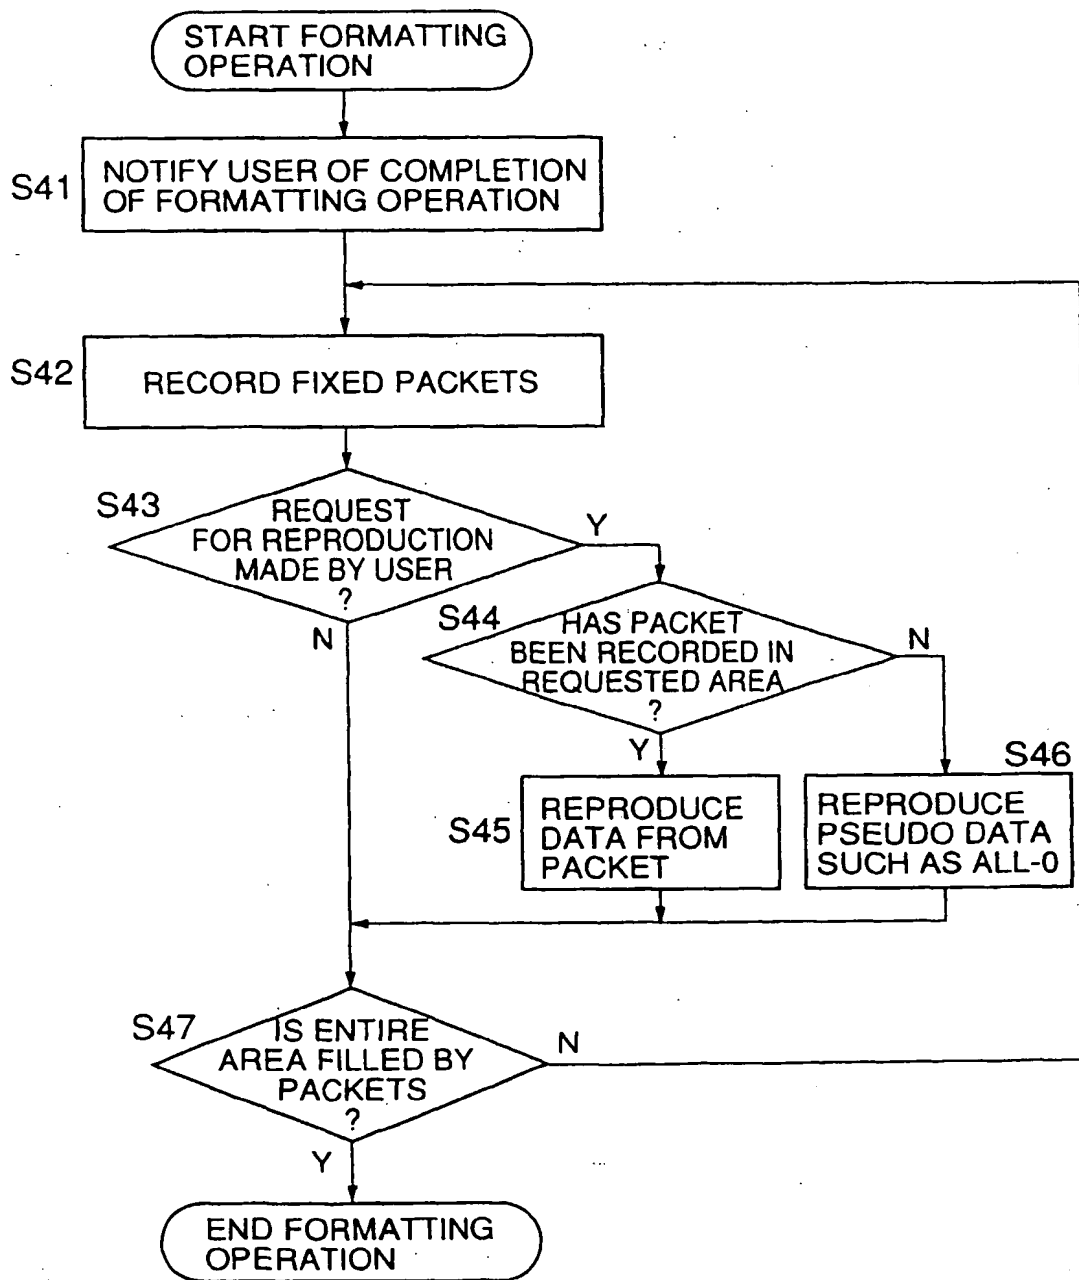 START FORMATTING
OPERATION
S41
NOTIFY USER OF COMPLETION
OF FORMATTING OPERATION
S42
RECORD FIXED PACKETS
S43
REQUEST
FOR REPRODUCTION
MADE BY USER
?
Y
N
S44
HAS PACKET
BEEN RECORDED IN
REQUESTED AREA
?
N
Y
S45
REPRODUCE
DATA FROM
PACKET
S46
REPRODUCE
PSEUDO DATA
SUCH AS ALL-0
S47
IS ENTIRE
AREA FILLED BY
PACKETS
?
N
Y
END FORMATTING
OPERATION